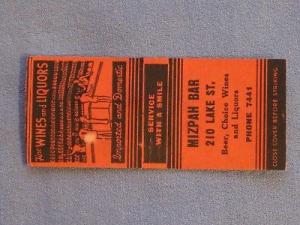 For WINES and LIQUORS
Imported and Domestic
SERVICE
WITH A SMILE
MIZPAH BAR
210 LAKE ST.
Beer, Choice Wines
and Liquors
PHONE 7441
CLOSE COVER BEFORE STRIKING